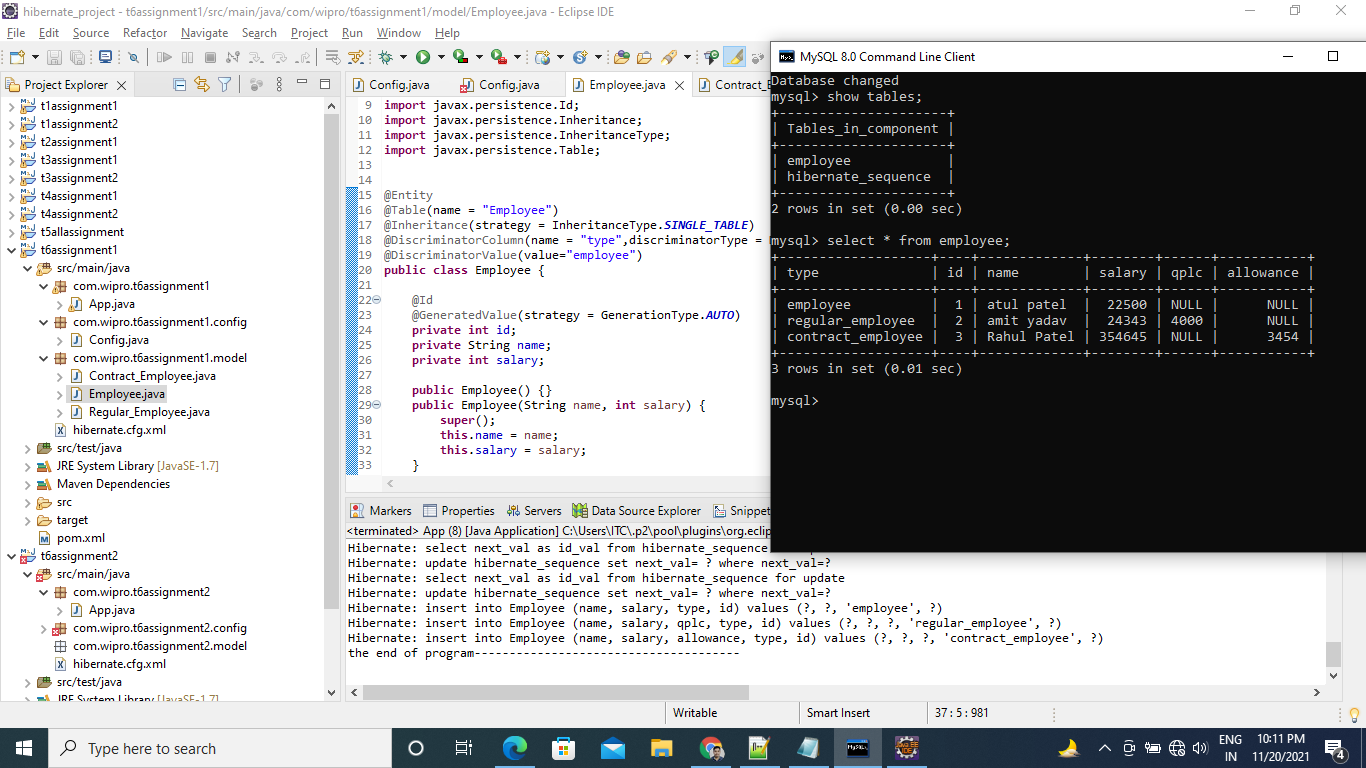 hibernate_project - t6assignment1/src/main/java/com/wipro/t6assignment1/model/Employee.java - Eclipse IDE
File Edit Source Refactor Navigate Search Project Run Window Help
Project Explorer
t1assignment1
t1assignment2
t2assignment1
t3assignment1
t3assignment2
t4assignment1
t4assignment2
t5allassignment
t6assignment1
src/main/java
com.wipro.t6assignment1
App.java
com.wipro.t6assignment1.config
Config.java
com.wipro.t6assignment1.model
Contract_Employee.java
Employee.java
Regular_Employee.java
hibernate.cfg.xml
src/test/java
JRE System Library [JavaSE-1.7]
Maven Dependencies
src
target
pom.xml
t6assignment2
src/main/java
com.wipro.t6assignment2
App.java
com.wipro.t6assignment2.config
com.wipro.t6assignment2.model
hibernate.cfg.xml
src/test/java
JRE System Library [JavaSE-1.7]
Config.java Config.java Employee.java Contract_E
9 import javax.persistence.Id;
10 import javax.persistence.Inheritance;
11 import javax.persistence.InheritanceType;
12 import javax.persistence.Table;
13
14
15 @Entity
16 @Table(name = "Employee")
17 @Inheritance(strategy = InheritanceType.SINGLE_TABLE)
18 @DiscriminatorColumn(name = "type",discriminatorType =
19 @DiscriminatorValue(value="employee")
20 public class Employee {
21
22 @Id
23 @GeneratedValue(strategy = GenerationType.AUTO)
24 private int id;
25 private String name;
26 private int salary;
27
28 public Employee() {}
29 public Employee(String name, int salary) {
30 super();
31 this.name = name;
32 this.salary = salary;
33 }
Markers Properties Servers Data Source Explorer Snippet
<terminated> App (8) [Java Application] C:\Users\ITC\.p2\pool\plugins\org.eclip
Hibernate: select next_val as id_val from hibernate_sequence
Hibernate: update hibernate_sequence set next_val= ? where next_val=?
Hibernate: select next_val as id_val from hibernate_sequence for update
Hibernate: update hibernate_sequence set next_val= ? where next_val=?
Hibernate: insert into Employee (name, salary, type, id) values (?, ?, 'employee', ?)
Hibernate: insert into Employee (name, salary, qplc, type, id) values (?, ?, ?, 'regular_employee', ?)
Hibernate: insert into Employee (name, salary, allowance, type, id) values (?, ?, ?, 'contract_employee', ?)
the end of program--------------------------------------
MySQL 8.0 Command Line Client
Database changed
mysql> show tables;
+---------------------+
| Tables_in_component |
+---------------------+
| employee            |
| hibernate_sequence  |
+---------------------+
2 rows in set (0.00 sec)
mysql> select * from employee;
+-------------------+----+-------------+--------+------+-----------+
| type              | id | name        | salary | qplc | allowance |
+-------------------+----+-------------+--------+------+-----------+
| employee          |  1 | atul patel  |  22500 | NULL |      NULL |
| regular_employee  |  2 | amit yadav  |  24343 | 4000 |      NULL |
| contract_employee |  3 | Rahul Patel | 354645 | NULL |      3454 |
+-------------------+----+-------------+--------+------+-----------+
3 rows in set (0.01 sec)
mysql>
Writable Smart Insert 37 : 5 : 981
Type here to search
ENG
IN
10:11 PM
11/20/2021
4